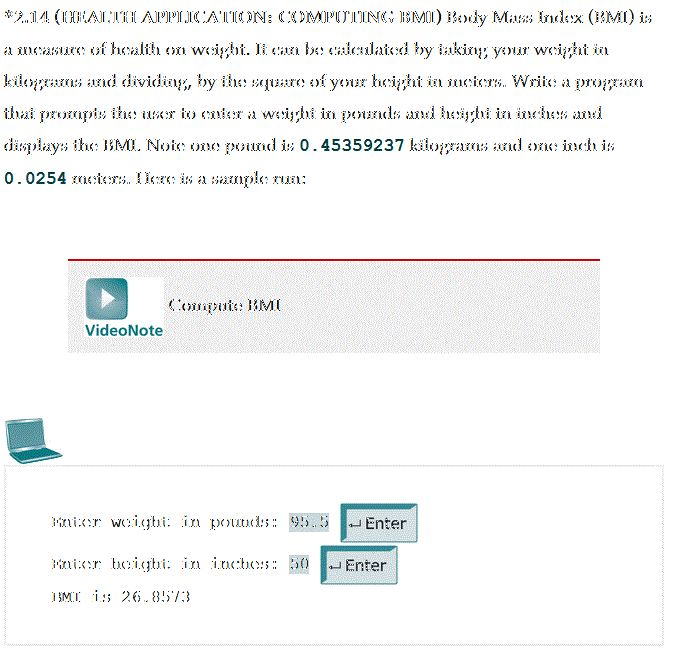 *2.14 (HEALTH APPLICATION: COMPUTING BMI) Body Mass Index (BMI) is
a measure of health on weight. It can be calculated by taking your weight in
kilograms and dividing, by the square of your height in meters. Write a program
that prompts the user to enter a weight in pounds and height in inches and
displays the BMI. Note one pound is 0.45359237 kilograms and one inch is
0.0254 meters. Here is a sample run:
Compute BMI
VideoNote
Enter weight in pounds: 95.5 ↵ Enter
Enter height in inches: 50 ↵ Enter
BMI is 26.8573